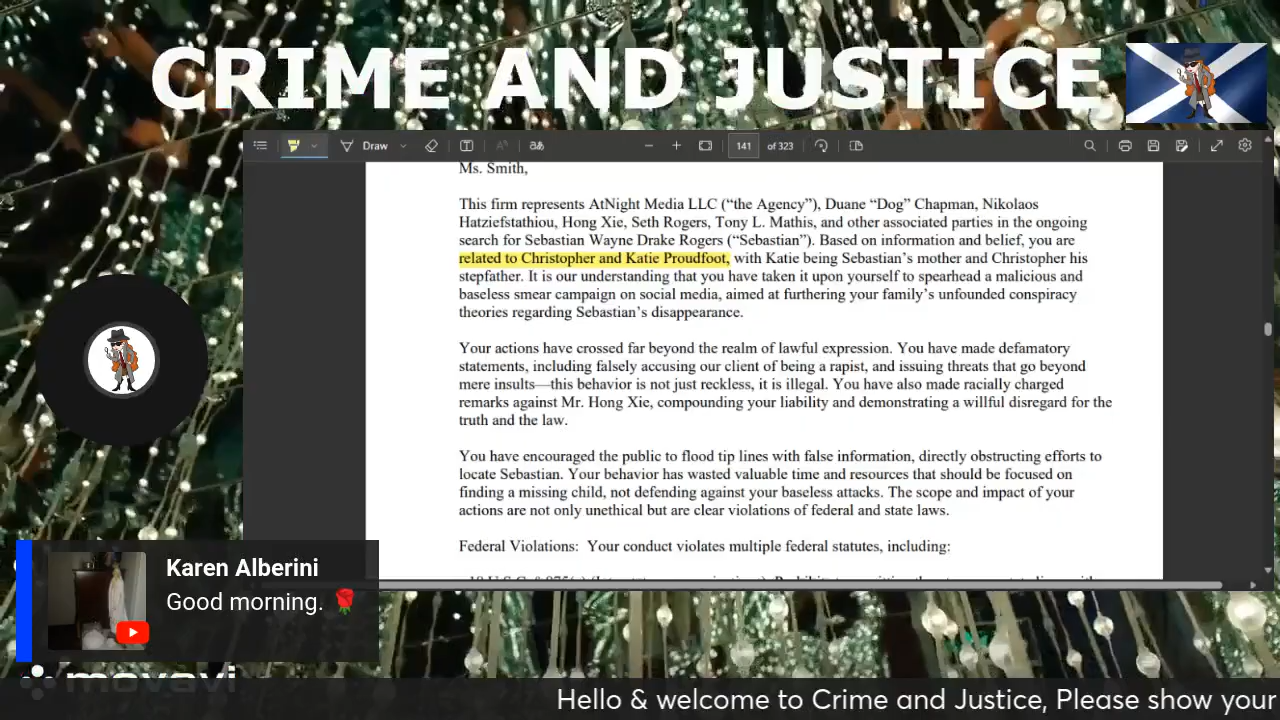 CRIME AND JUSTICE
Draw
141 of 323
Ms. Smith,
This firm represents AtNight Media LLC (“the Agency”), Duane “Dog” Chapman, Nikolaos
Hatziefstathiou, Hong Xie, Seth Rogers, Tony L. Mathis, and other associated parties in the ongoing
search for Sebastian Wayne Drake Rogers (“Sebastian”). Based on information and belief, you are
related to Christopher and Katie Proudfoot, with Katie being Sebastian’s mother and Christopher his
stepfather. It is our understanding that you have taken it upon yourself to spearhead a malicious and
baseless smear campaign on social media, aimed at furthering your family’s unfounded conspiracy
theories regarding Sebastian’s disappearance.
Your actions have crossed far beyond the realm of lawful expression. You have made defamatory
statements, including falsely accusing our client of being a rapist, and issuing threats that go beyond
mere insults—this behavior is not just reckless, it is illegal. You have also made racially charged
remarks against Mr. Hong Xie, compounding your liability and demonstrating a willful disregard for the
truth and the law.
You have encouraged the public to flood tip lines with false information, directly obstructing efforts to
locate Sebastian. Your behavior has wasted valuable time and resources that should be focused on
finding a missing child, not defending against your baseless attacks. The scope and impact of your
actions are not only unethical but are clear violations of federal and state laws.
Federal Violations: Your conduct violates multiple federal statutes, including:
Karen Alberini
Good morning. 🌹
movavi
Hello & welcome to Crime and Justice, Please show your